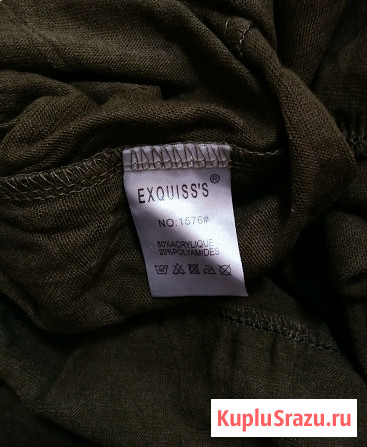 EXQUISS'S®
NO:1576#
80%ACRYLIQUE
20%POLYAMIDES
KupluSrazu.ru